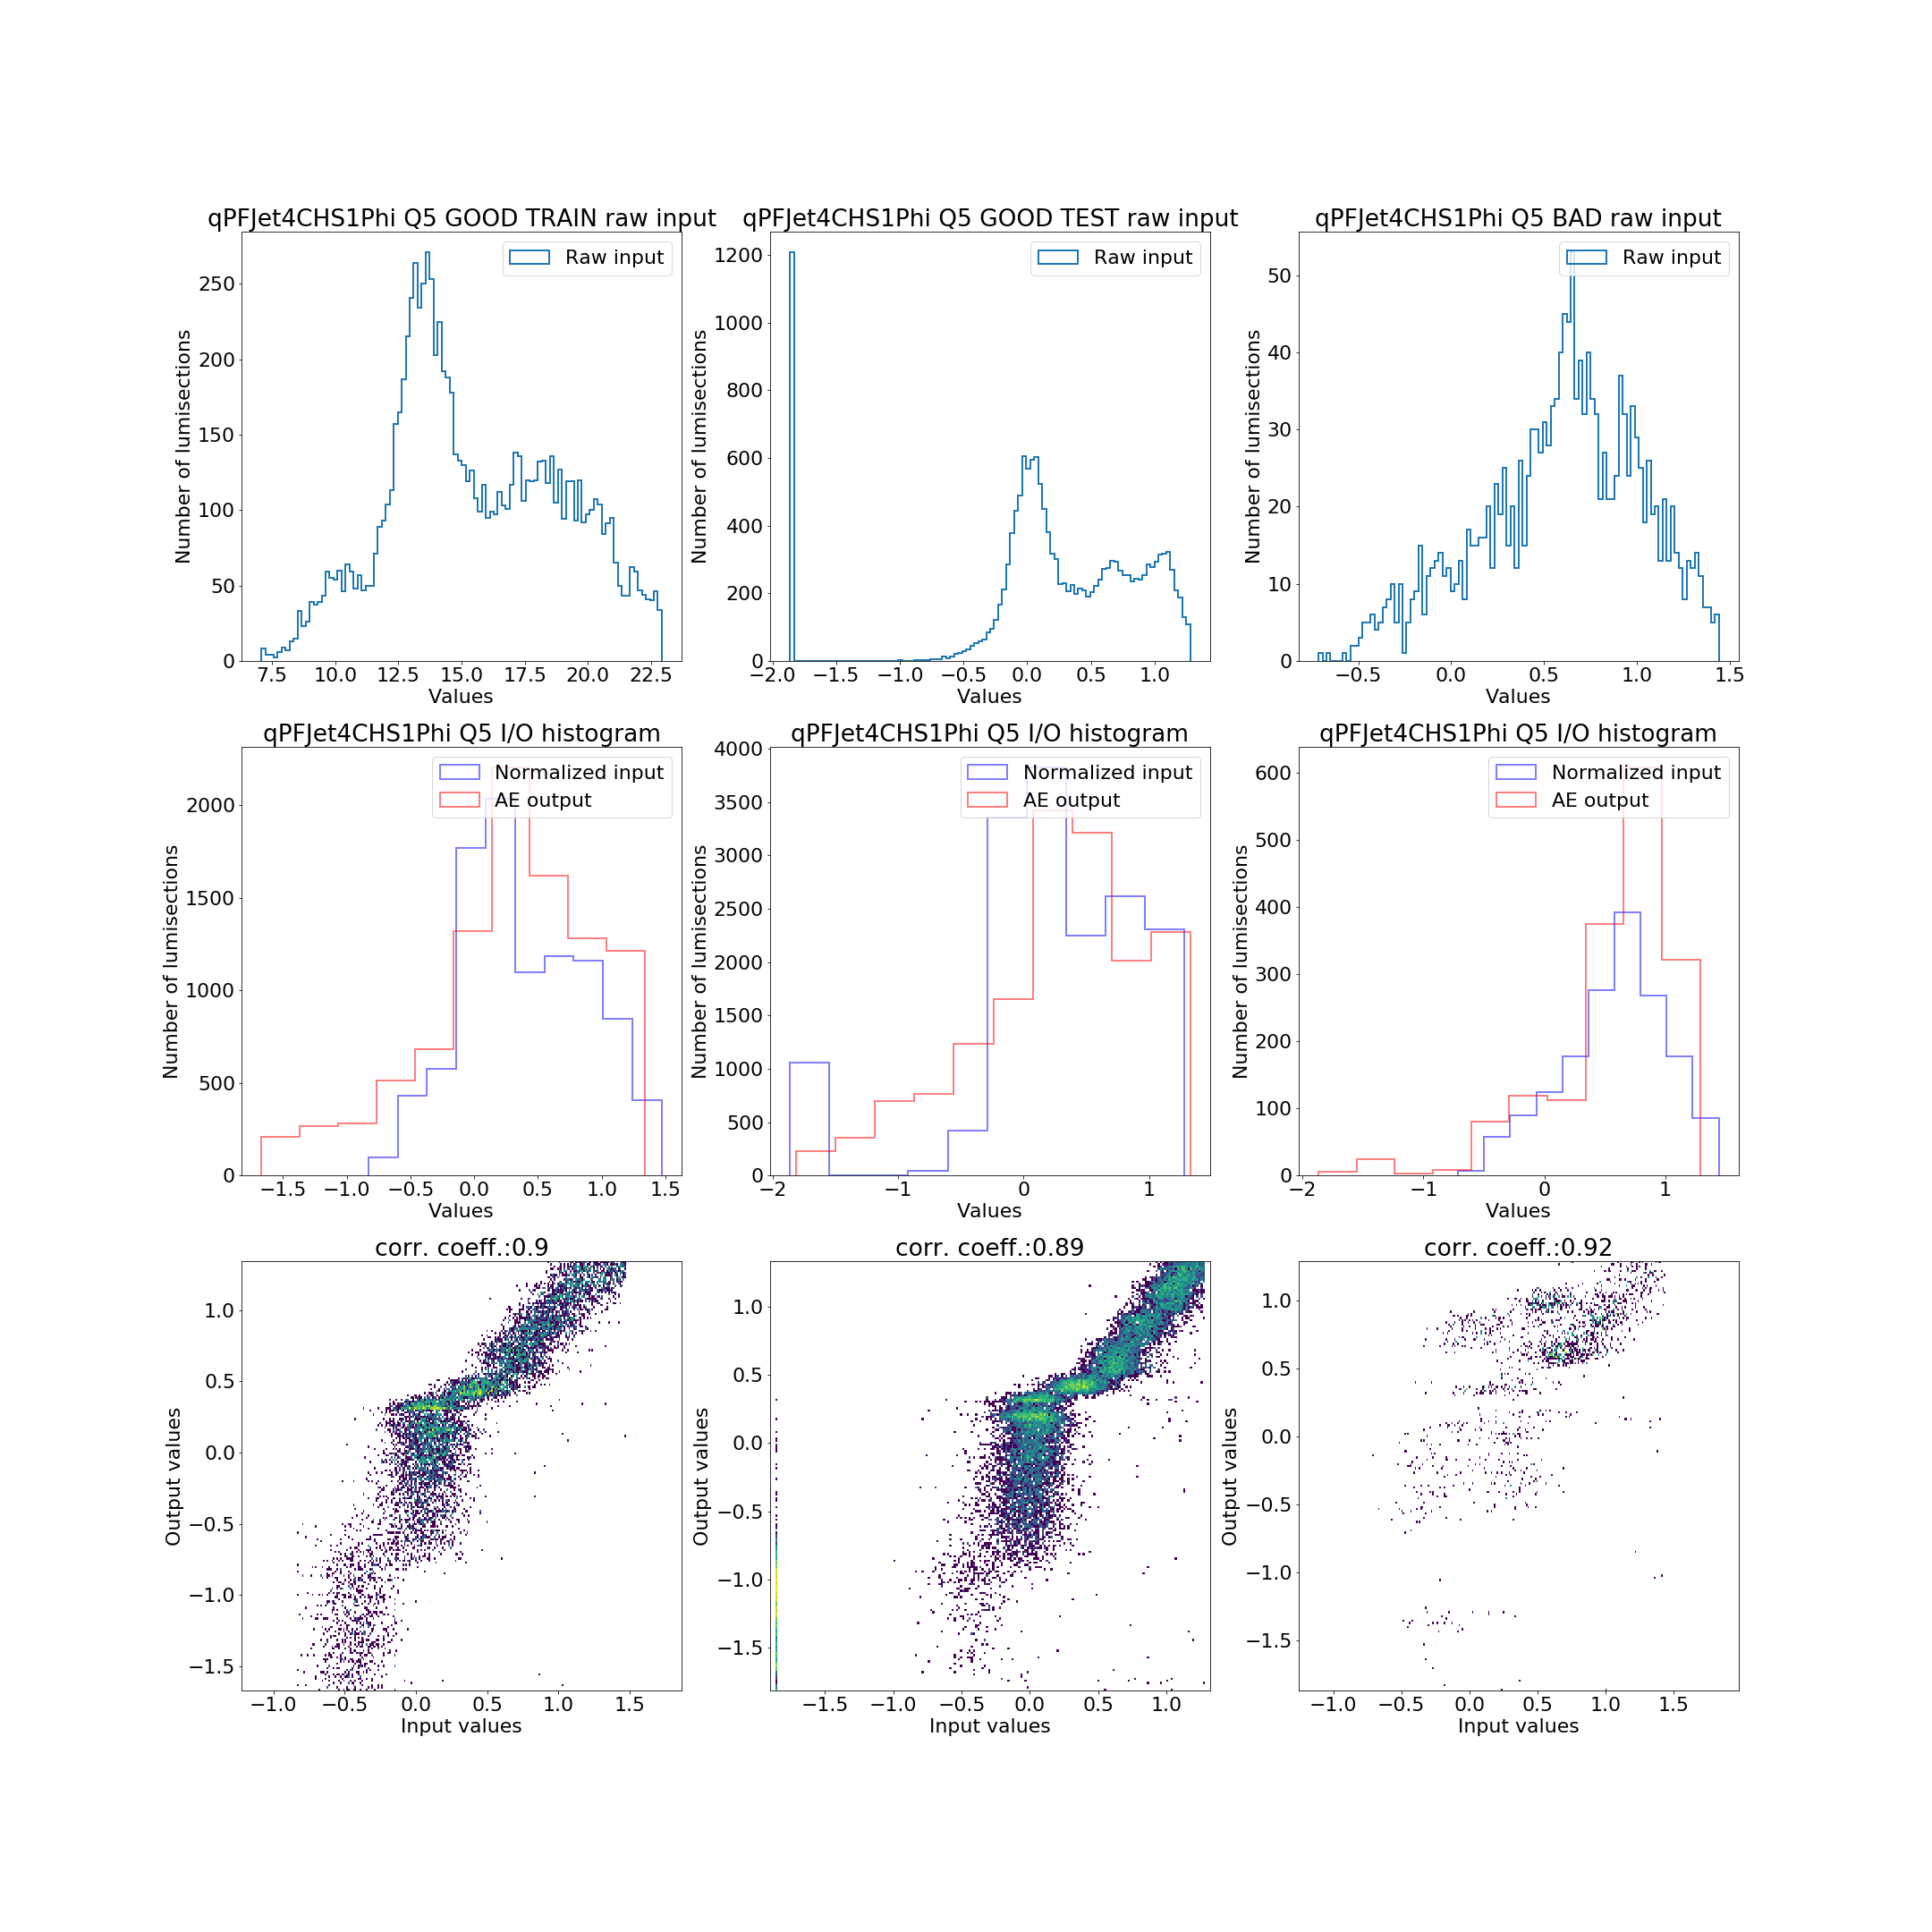 qPFJet4CHS1Phi Q5 GOOD TRAIN raw input
Raw input
Number of lumisections
250
200
150
100
50
0
7.5 10.0 12.5 15.0 17.5 20.0 22.5
Values
qPFJet4CHS1Phi Q5 GOOD TEST raw input
Raw input
Number of lumisections
1200
1000
800
600
400
200
0
−2.0 −1.5 −1.0 −0.5 0.0 0.5 1.0
Values
qPFJet4CHS1Phi Q5 BAD raw input
Raw input
Number of lumisections
50
40
30
20
10
0
−0.5 0.0 0.5 1.0 1.5
Values
qPFJet4CHS1Phi Q5 I/O histogram
Normalized input
AE output
Number of lumisections
2000
1500
1000
500
0
−1.5 −1.0 −0.5 0.0 0.5 1.0 1.5
Values
qPFJet4CHS1Phi Q5 I/O histogram
Normalized input
AE output
Number of lumisections
4000
3500
3000
2500
2000
1500
1000
500
0
−2 −1 0 1
Values
qPFJet4CHS1Phi Q5 I/O histogram
Normalized input
AE output
Number of lumisections
600
500
400
300
200
100
0
−2 −1 0 1
Values
corr. coeff.:0.9
Output values
1.0
0.5
0.0
−0.5
−1.0
−1.5
−1.0 −0.5 0.0 0.5 1.0 1.5
Input values
corr. coeff.:0.89
Output values
1.0
0.5
0.0
−0.5
−1.0
−1.5
−1.5 −1.0 −0.5 0.0 0.5 1.0
Input values
corr. coeff.:0.92
Output values
1.0
0.5
0.0
−0.5
−1.0
−1.5
−1.0 −0.5 0.0 0.5 1.0 1.5
Input values